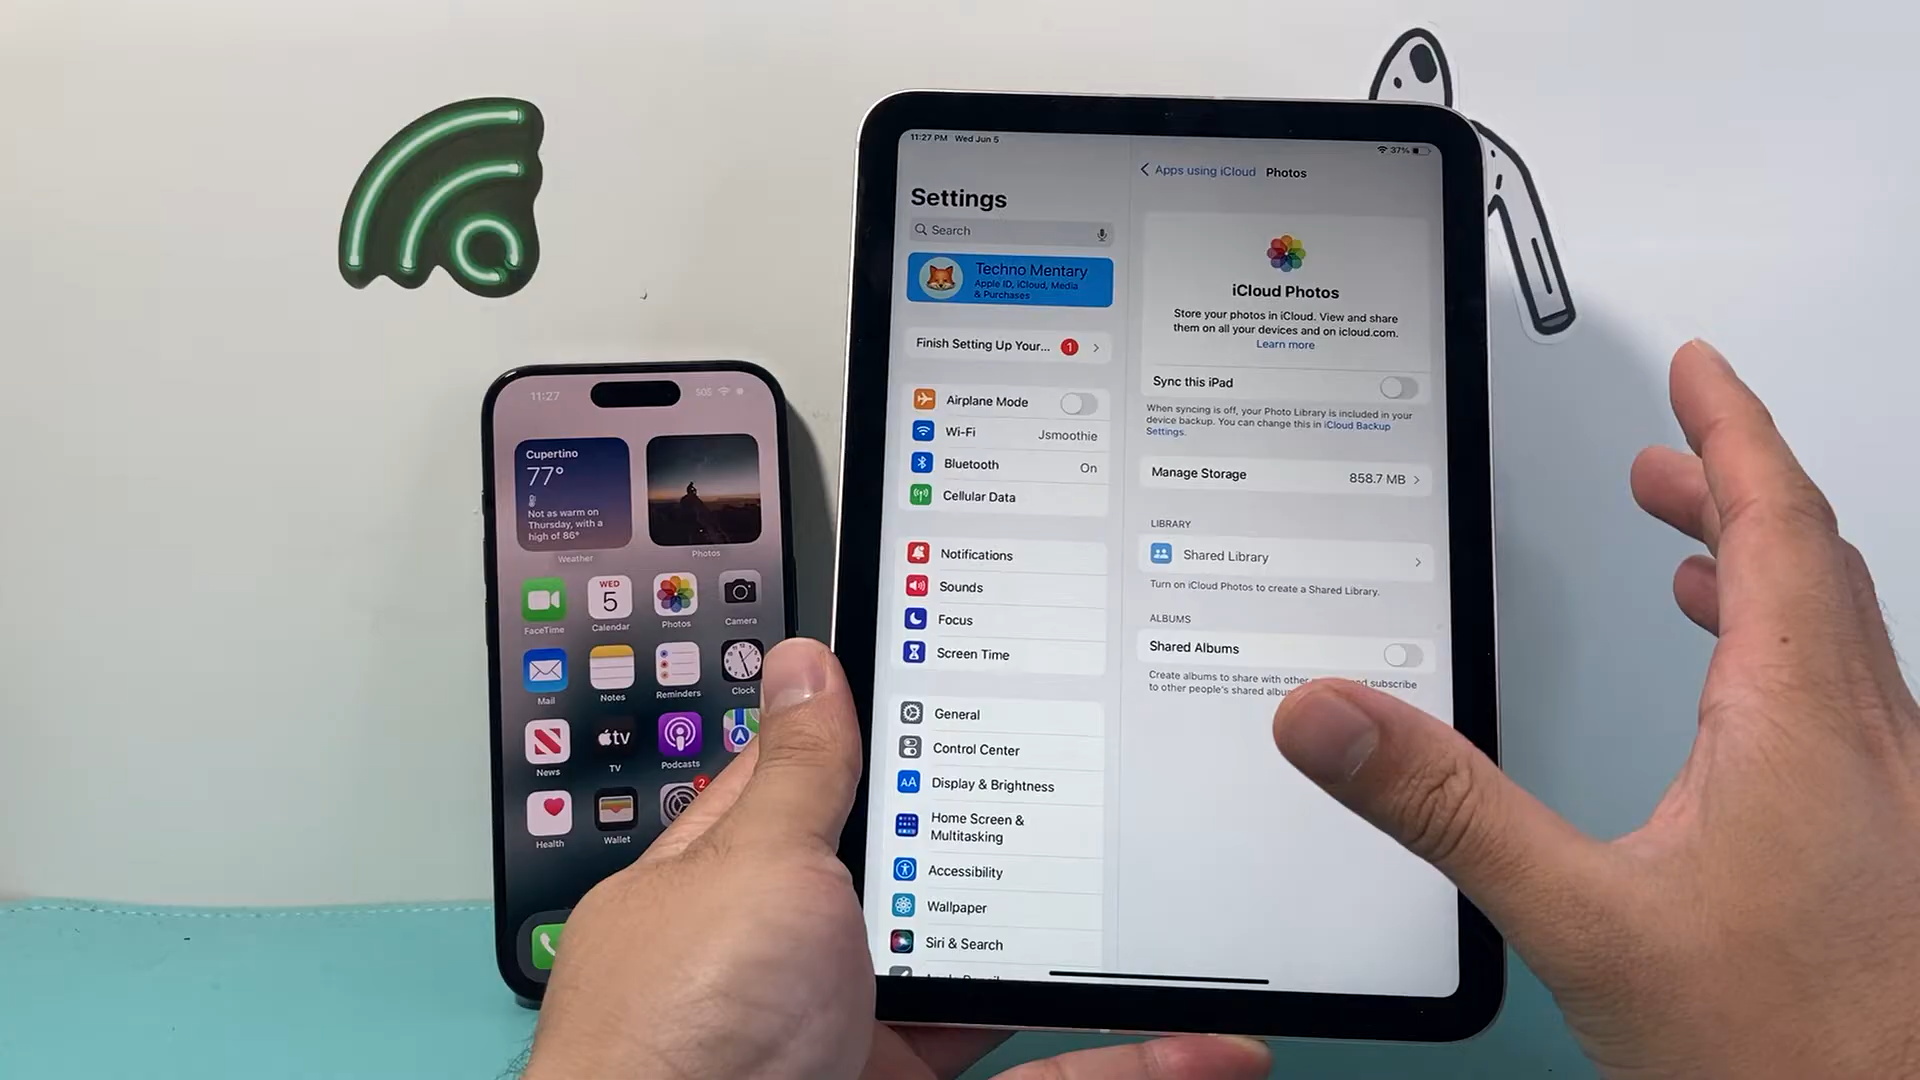 11:27
SOS
Cupertino
77°
Not as warm on
Thursday, with a
high of 86°
Weather
Photos
WED
5
FaceTime
Calendar
Photos
Camera
Mail
Notes
Reminders
Clock
tv
News
TV
Podcasts
2
Health
Wallet
11:27 PM Wed Jun 5
37%
Settings
Search
Techno Mentary
Apple ID, iCloud, Media
& Purchases
Finish Setting Up Your... 1
Airplane Mode
Wi-Fi Jsmoothie
Bluetooth On
Cellular Data
Notifications
Sounds
Focus
Screen Time
General
Control Center
AA Display & Brightness
Home Screen &
Multitasking
Accessibility
Wallpaper
Siri & Search
Apps using iCloud Photos
iCloud Photos
Store your photos in iCloud. View and share
them on all your devices and on icloud.com.
Learn more
Sync this iPad
When syncing is off, your Photo Library is included in your
device backup. You can change this in iCloud Backup
Settings.
Manage Storage 858.7 MB
LIBRARY
Shared Library
Turn on iCloud Photos to create a Shared Library.
ALBUMS
Shared Albums
Create albums to share with other and subscribe
to other people's shared